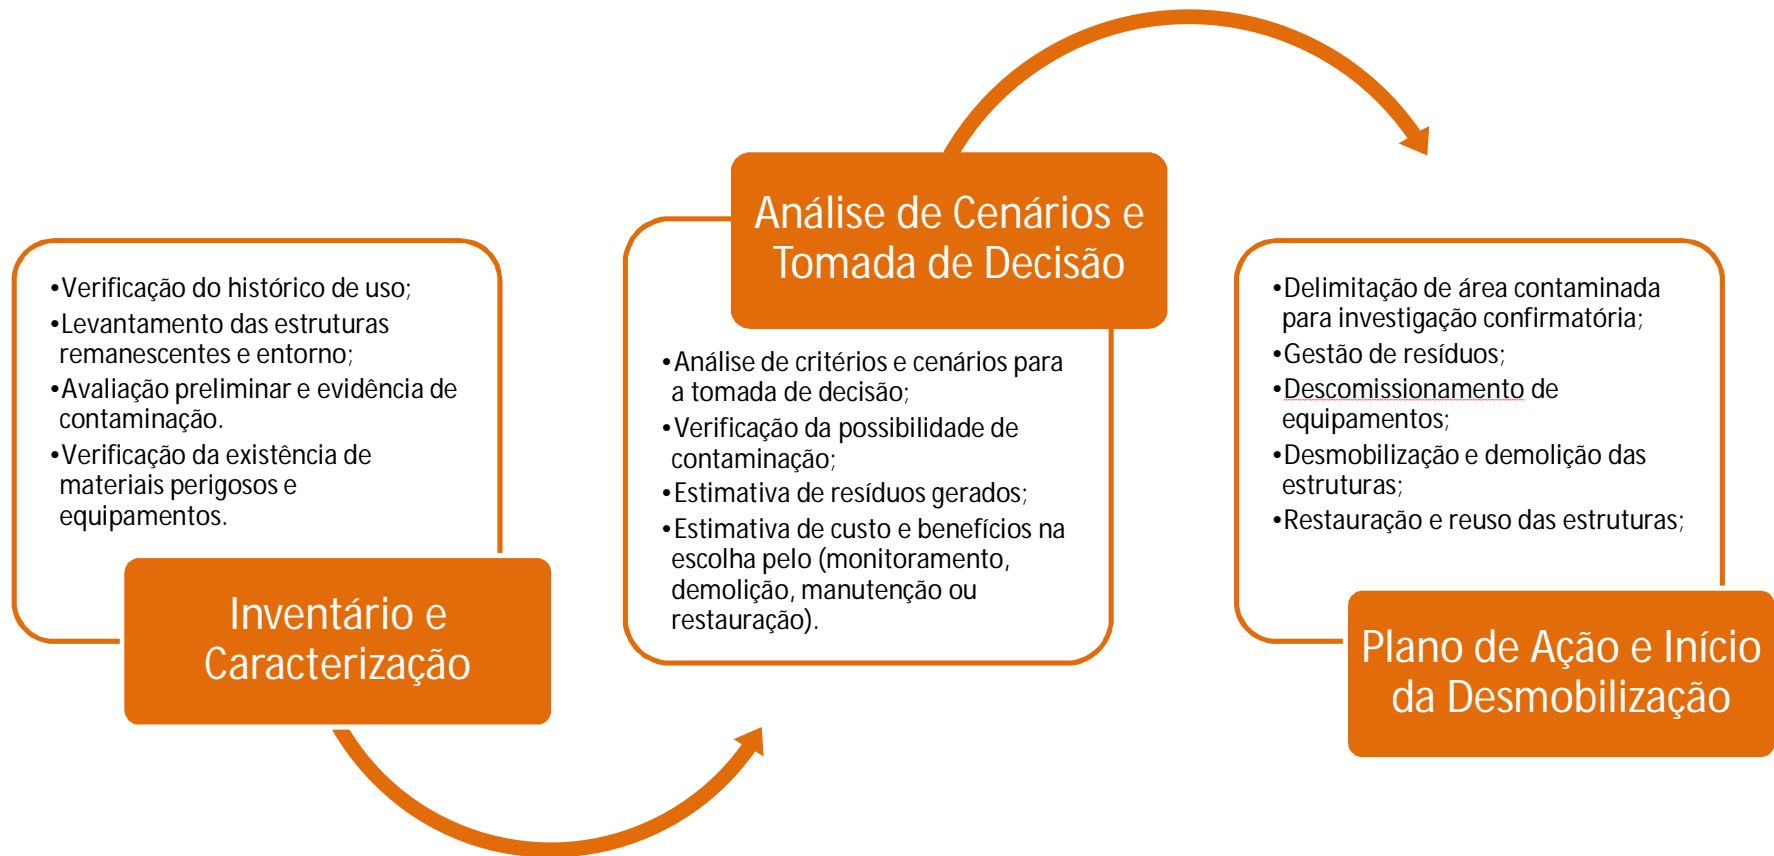 •Verificação do histórico de uso;
•Levantamento das estruturas
remanescentes e entorno;
•Avaliação preliminar e evidência de
contaminação.
•Verificação da existência de
materiais perigosos e
equipamentos.
Inventário e
Caracterização
Análise de Cenários e
Tomada de Decisão
•Análise de critérios e cenários para
a tomada de decisão;
•Verificação da possibilidade de
contaminação;
•Estimativa de resíduos gerados;
•Estimativa de custo e benefícios na
escolha pelo (monitoramento,
demolição, manutenção ou
restauração).
•Delimitação de área contaminada
para investigação confirmatória;
•Gestão de resíduos;
•Descomissionamento de
equipamentos;
•Desmobilização e demolição das
estruturas;
•Restauração e reuso das estruturas;
Plano de Ação e Início
da Desmobilização